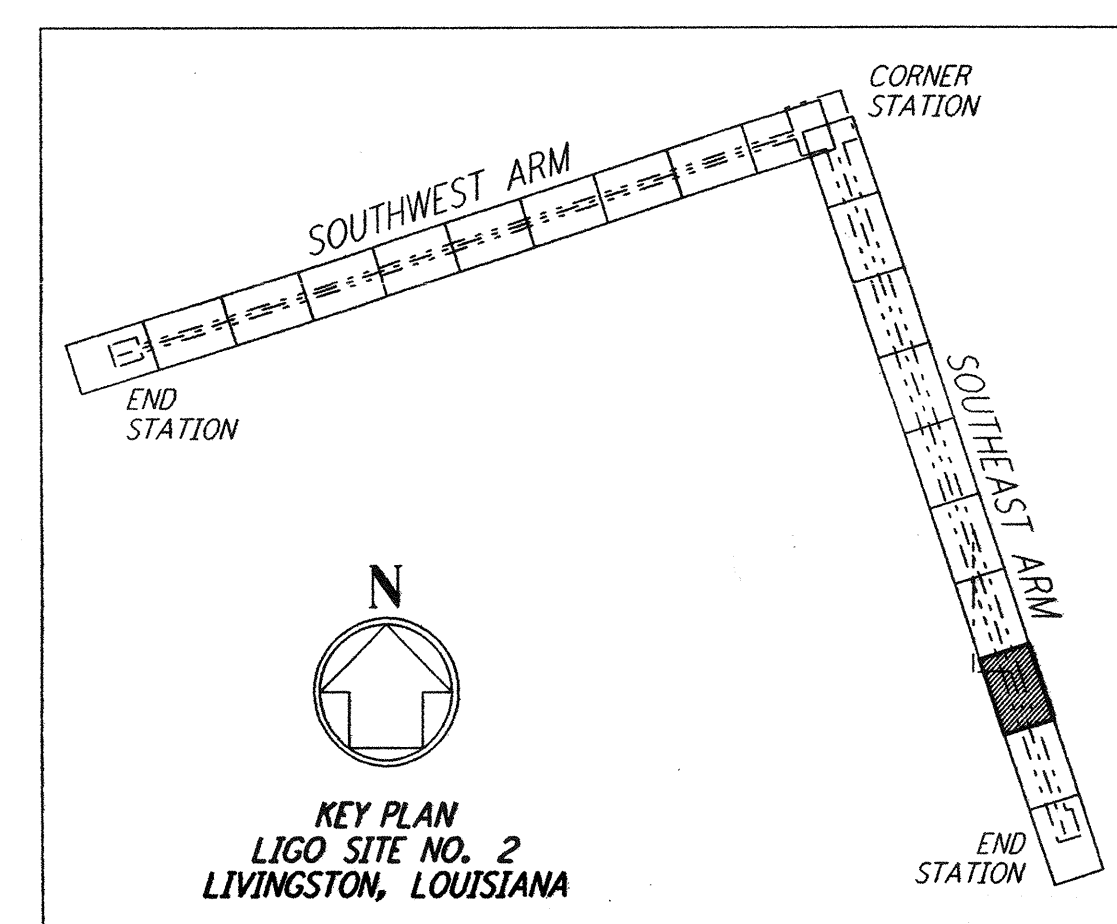 CORNER
STATION
SOUTHWEST ARM
END
STATION
SOUTHEAST ARM
N
KEY PLAN
LIGO SITE NO. 2
LIVINGSTON, LOUISIANA
END
STATION